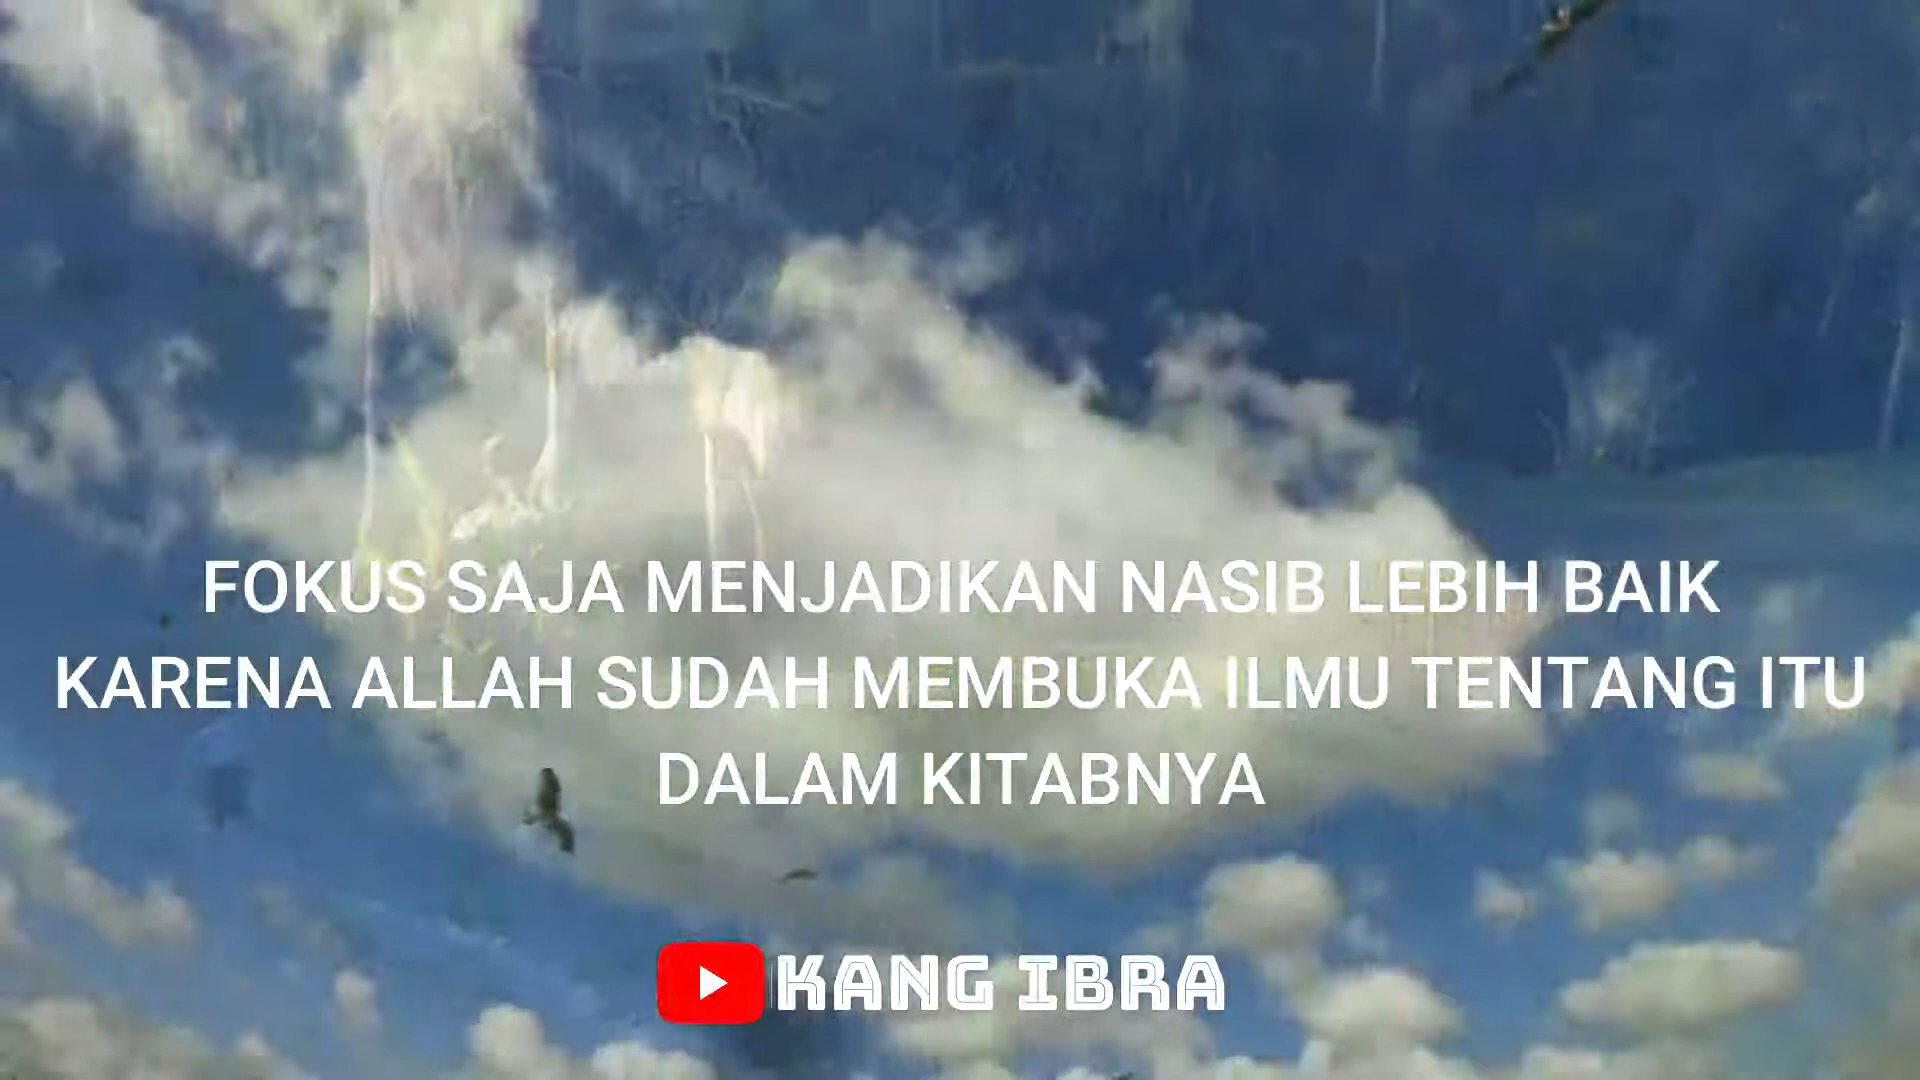 FOKUS SAJA MENJADIKAN NASIB LEBIH BAIK
KARENA ALLAH SUDAH MEMBUKA ILMU TENTANG ITU
DALAM KITABNYA
KANG IBRA